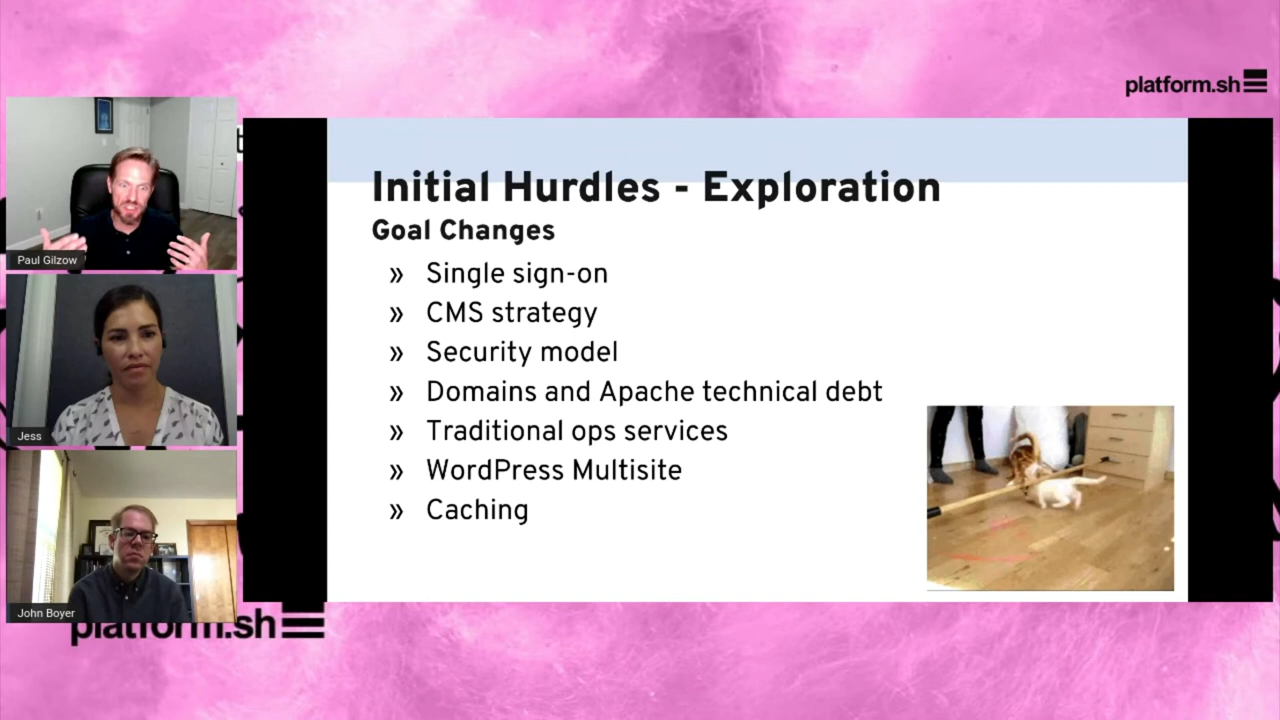 platform.sh
Paul Gilzow
Jess
John Boyer
Initial Hurdles - Exploration
Goal Changes
» Single sign-on
» CMS strategy
» Security model
» Domains and Apache technical debt
» Traditional ops services
» WordPress Multisite
» Caching
platform.sh